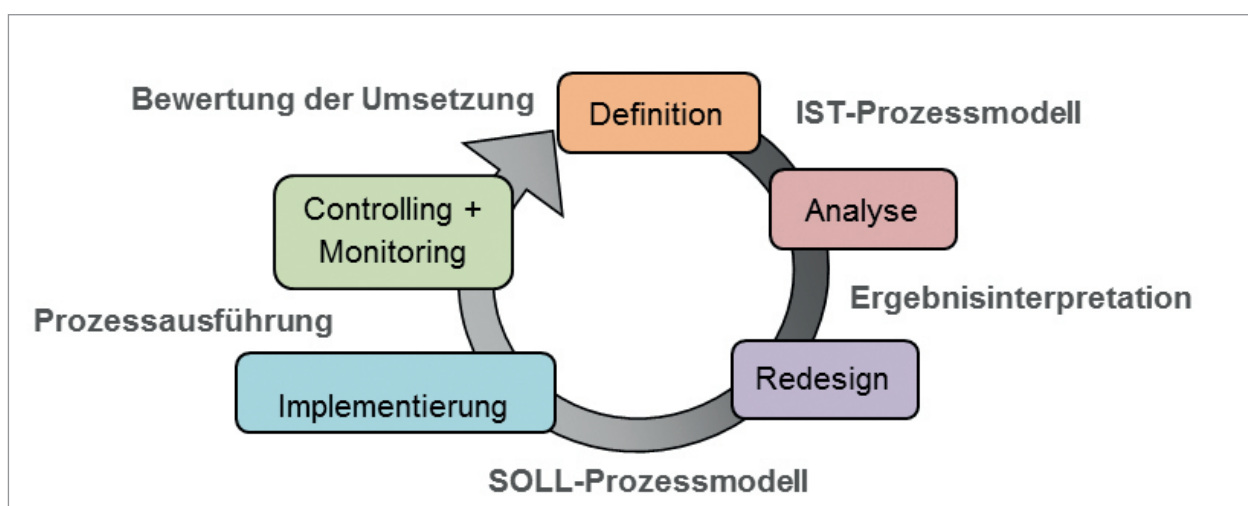 Bewertung der Umsetzung
Definition
IST-Prozessmodell
Controlling +
Monitoring
Analyse
Ergebnisinterpretation
Prozessausführung
Redesign
Implementierung
SOLL-Prozessmodell